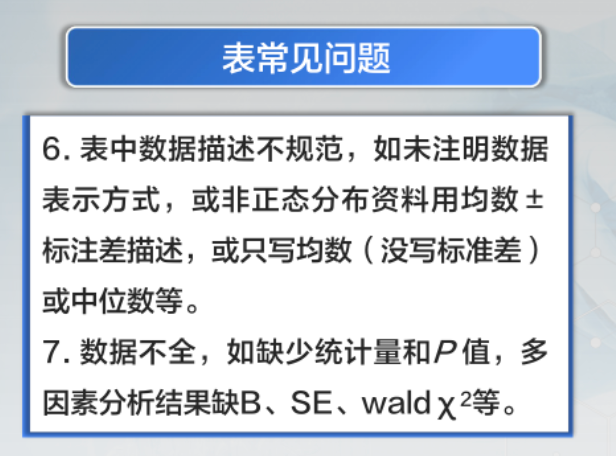 表常见问题
6. 表中数据描述不规范，如未注明数据
表示方式，或非正态分布资料用均数±
标注差描述，或只写均数（没写标准差）
或中位数等。
7. 数据不全，如缺少统计量和P值，多
因素分析结果缺B、SE、wald χ²等。